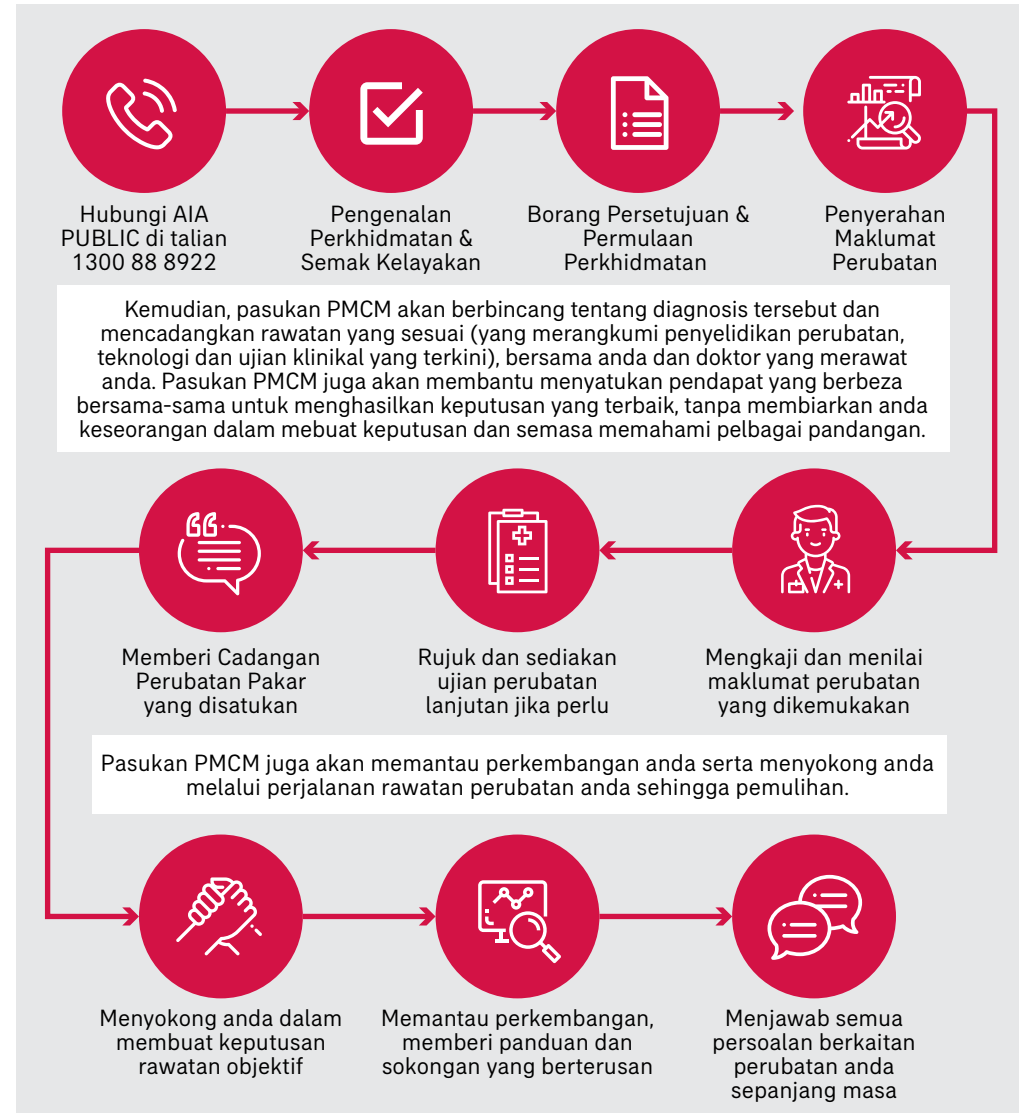 Hubungi AIA
PUBLIC di talian
1300 88 8922
Pengenalan
Perkhidmatan &
Semak Kelayakan
Borang Persetujuan &
Permulaan
Perkhidmatan
Penyerahan
Maklumat
Perubatan
Kemudian, pasukan PMCM akan berbincang tentang diagnosis tersebut dan
mencadangkan rawatan yang sesuai (yang merangkumi penyelidikan perubatan,
teknologi dan ujian klinikal yang terkini), bersama anda dan doktor yang merawat
anda. Pasukan PMCM juga akan membantu menyatukan pendapat yang berbeza
bersama-sama untuk menghasilkan keputusan yang terbaik, tanpa membiarkan anda
keseorangan dalam mebuat keputusan dan semasa memahami pelbagai pandangan.
Mengkaji dan menilai
maklumat perubatan
yang dikemukakan
Rujuk dan sediakan
ujian perubatan
lanjutan jika perlu
Memberi Cadangan
Perubatan Pakar
yang disatukan
Pasukan PMCM juga akan memantau perkembangan anda serta menyokong anda
melalui perjalanan rawatan perubatan anda sehingga pemulihan.
Menyokong anda dalam
membuat keputusan
rawatan objektif
Memantau perkembangan,
memberi panduan dan
sokongan yang berterusan
Menjawab semua
persoalan berkaitan
perubatan anda
sepanjang masa